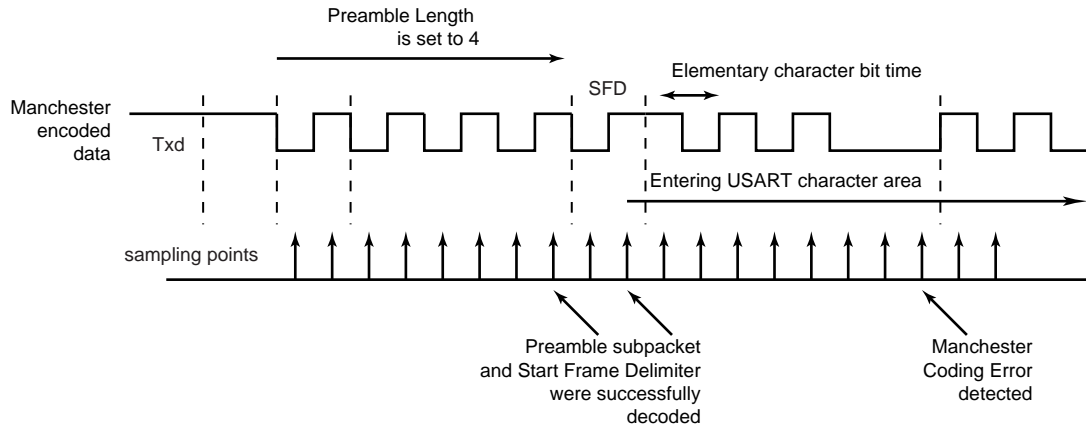 Preamble Length
is set to 4
Elementary character bit time
SFD
Manchester
encoded
data
Txd
Entering USART character area
sampling points
Preamble subpacket
and Start Frame Delimiter
were successfully
decoded
Manchester
Coding Error
detected